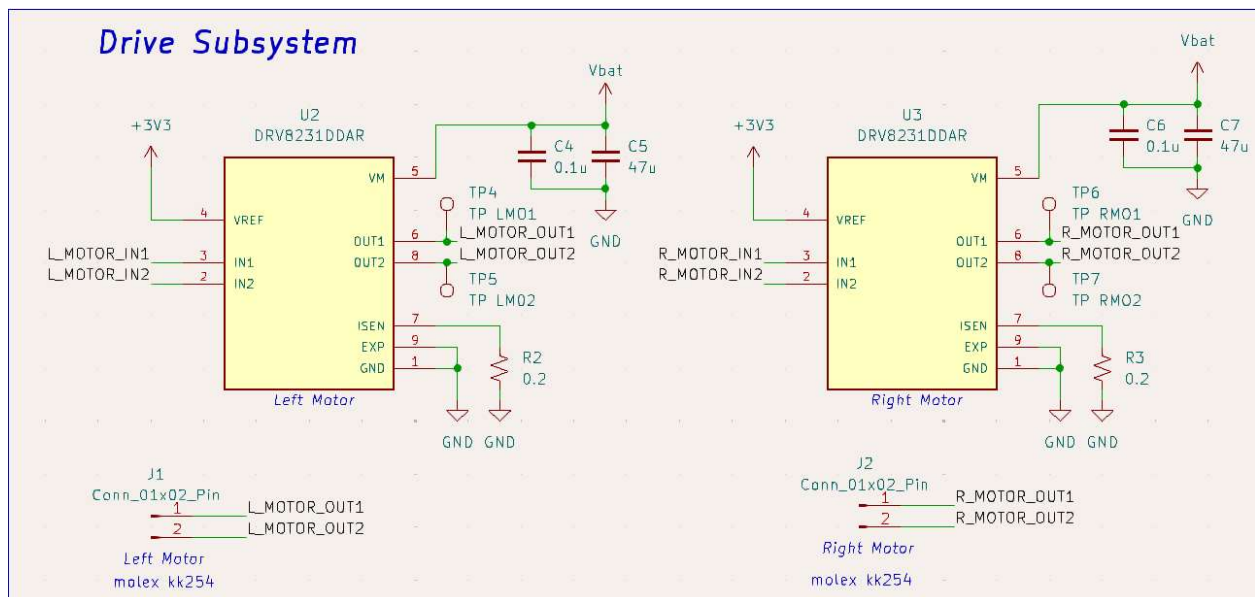 Drive Subsystem
Vbat
U2
DRV8231DDAR
+3V3
C4
0.1u
C5
47u
VM
5
TP4
TP LMO1
4
VREF
GND
OUT1
6
L_MOTOR_OUT1
L_MOTOR_IN1
3
IN1
OUT2
8
L_MOTOR_OUT2
L_MOTOR_IN2
2
IN2
TP5
TP LMO2
ISEN
7
EXP
9
R2
0.2
GND
1
Left Motor
GND
GND
J1
Conn_01x02_Pin
1
L_MOTOR_OUT1
2
L_MOTOR_OUT2
Left Motor
molex kk254
Vbat
U3
DRV8231DDAR
+3V3
C6
0.1u
C7
47u
VM
5
TP6
TP RMO1
4
VREF
GND
OUT1
6
R_MOTOR_OUT1
R_MOTOR_IN1
3
IN1
OUT2
8
R_MOTOR_OUT2
R_MOTOR_IN2
2
IN2
TP7
TP RMO2
ISEN
7
EXP
9
R3
0.2
GND
1
Right Motor
GND
GND
J2
Conn_01x02_Pin
1
R_MOTOR_OUT1
2
R_MOTOR_OUT2
Right Motor
molex kk254